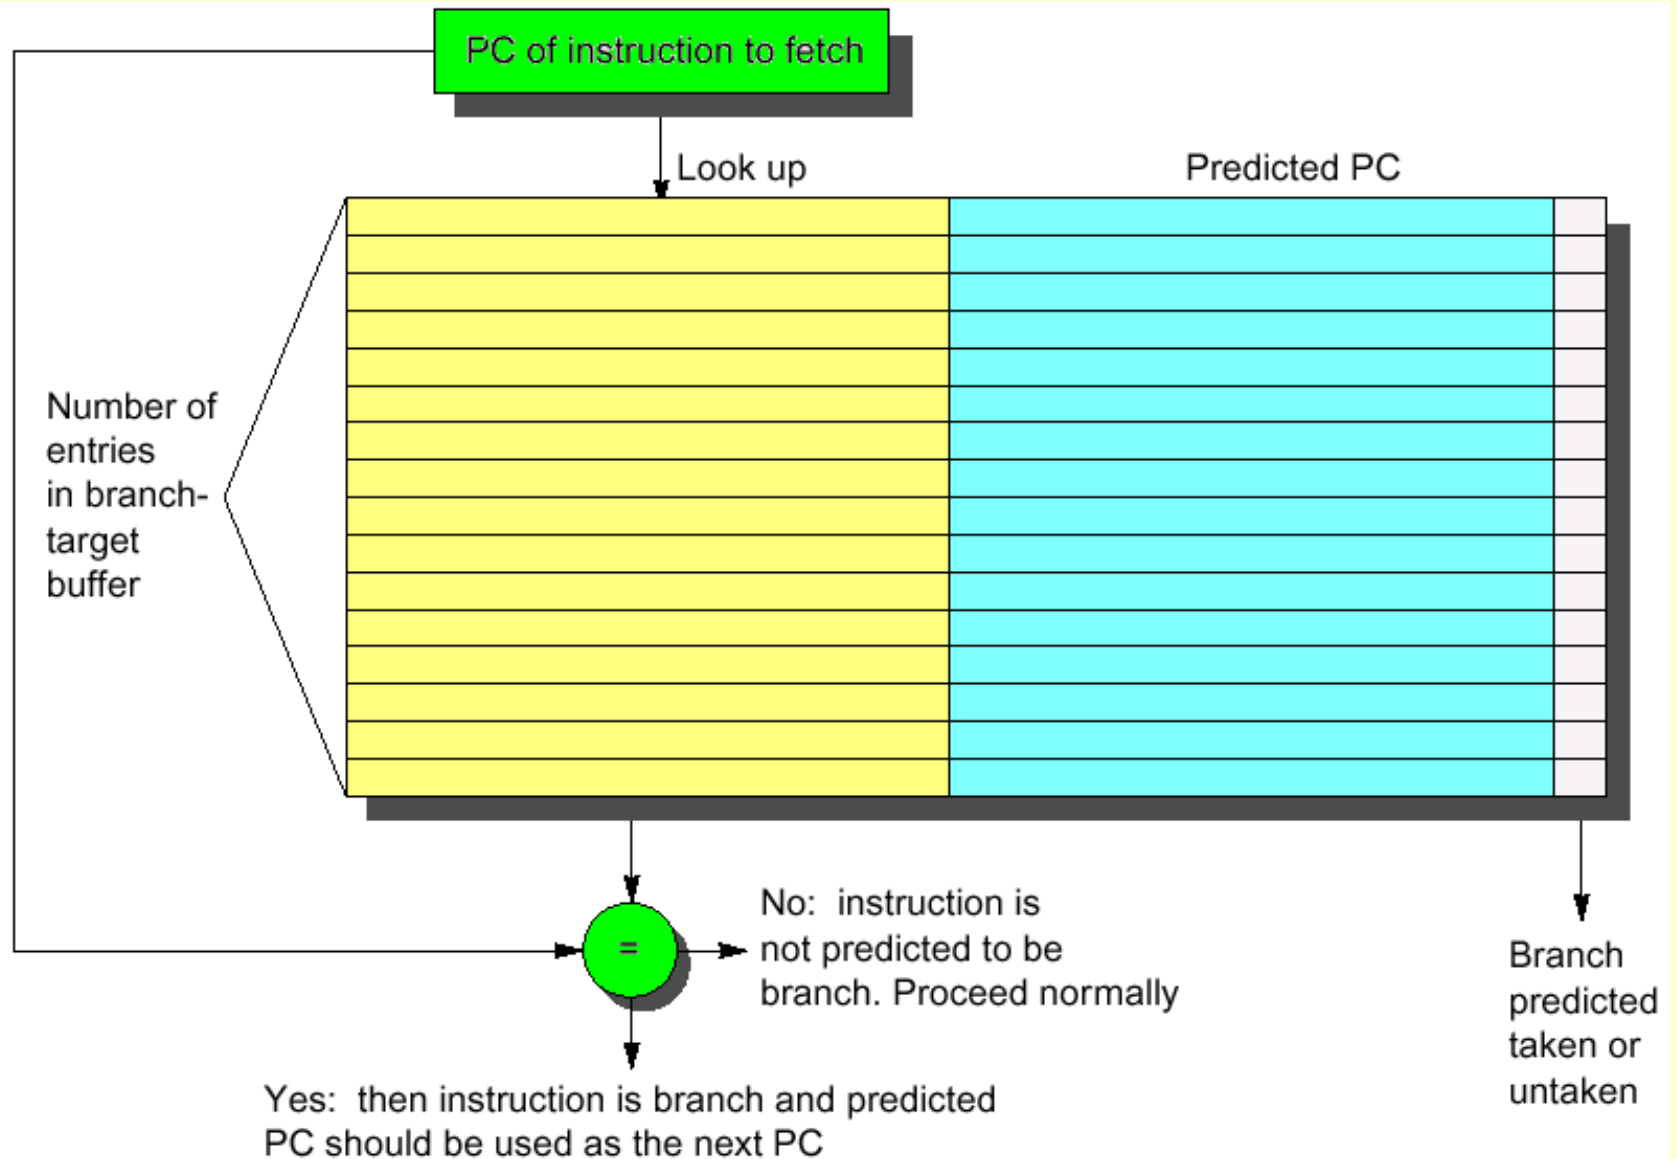 PC of instruction to fetch
Look up
Predicted PC
Number of
entries
in branch-
target
buffer
=
No: instruction is
not predicted to be
branch. Proceed normally
Branch
predicted
taken or
untaken
Yes: then instruction is branch and predicted
PC should be used as the next PC